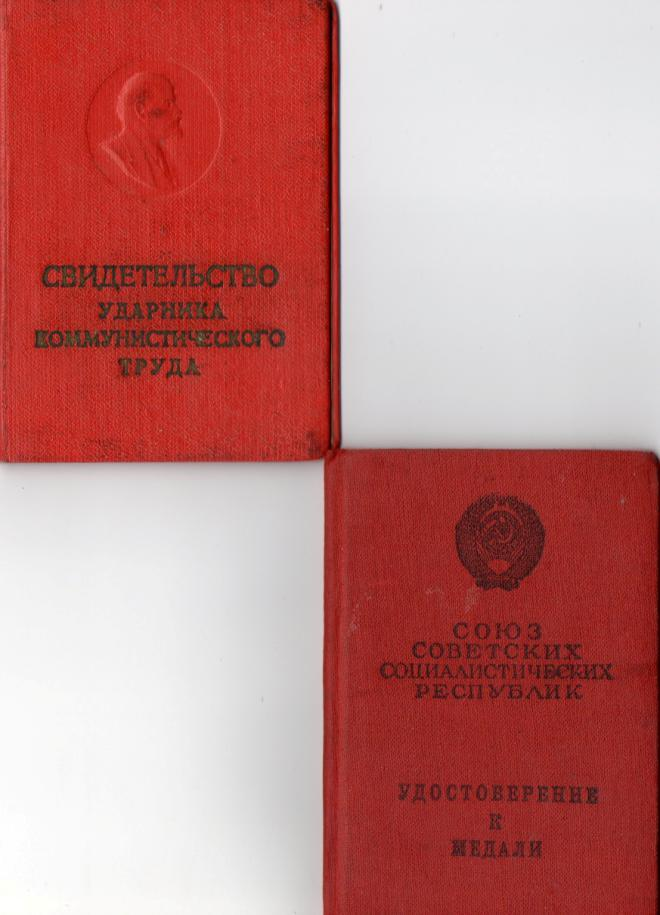 СВИДЕТЕЛЬСТВО
УДАРНИКА
КОММУНИСТИЧЕСКОГО
ТРУДА
СОЮЗ
СОВЕТСКИХ
СОЦИАЛИСТИЧЕСКИХ
РЕСПУБЛИК
УДОСТОВЕРЕНИЕ
К
МЕДАЛИ